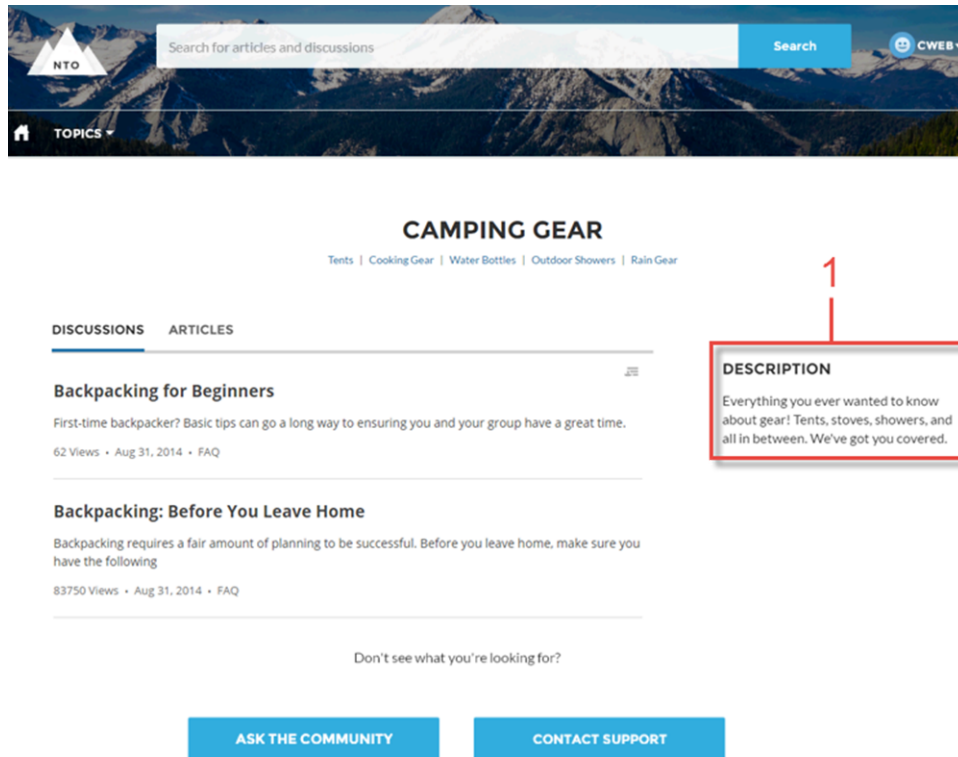 NTO
Search for articles and discussions
Search
CWEB
TOPICS
CAMPING GEAR
Tents | Cooking Gear | Water Bottles | Outdoor Showers | Rain Gear
1
DISCUSSIONS ARTICLES
DESCRIPTION
Everything you ever wanted to know
about gear! Tents, stoves, showers, and
all in between. We've got you covered.
Backpacking for Beginners
First-time backpacker? Basic tips can go a long way to ensuring you and your group have a great time.
62 Views • Aug 31, 2014 • FAQ
Backpacking: Before You Leave Home
Backpacking requires a fair amount of planning to be successful. Before you leave home, make sure you
have the following
83750 Views • Aug 31, 2014 • FAQ
Don't see what you're looking for?
ASK THE COMMUNITY
CONTACT SUPPORT